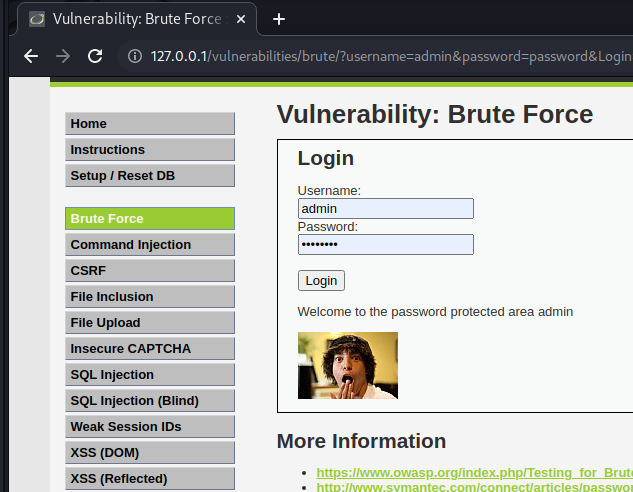 Vulnerability: Brute Force
127.0.0.1/vulnerabilities/brute/?username=admin&password=password&Login
Home
Instructions
Setup / Reset DB
Brute Force
Command Injection
CSRF
File Inclusion
File Upload
Insecure CAPTCHA
SQL Injection
SQL Injection (Blind)
Weak Session IDs
XSS (DOM)
XSS (Reflected)
Vulnerability: Brute Force
Login
Username:
admin
Password:
••••••••
Login
Welcome to the password protected area admin
More Information
https://www.owasp.org/index.php/Testing_for_Brute
http://www.symantec.com/connect/articles/password